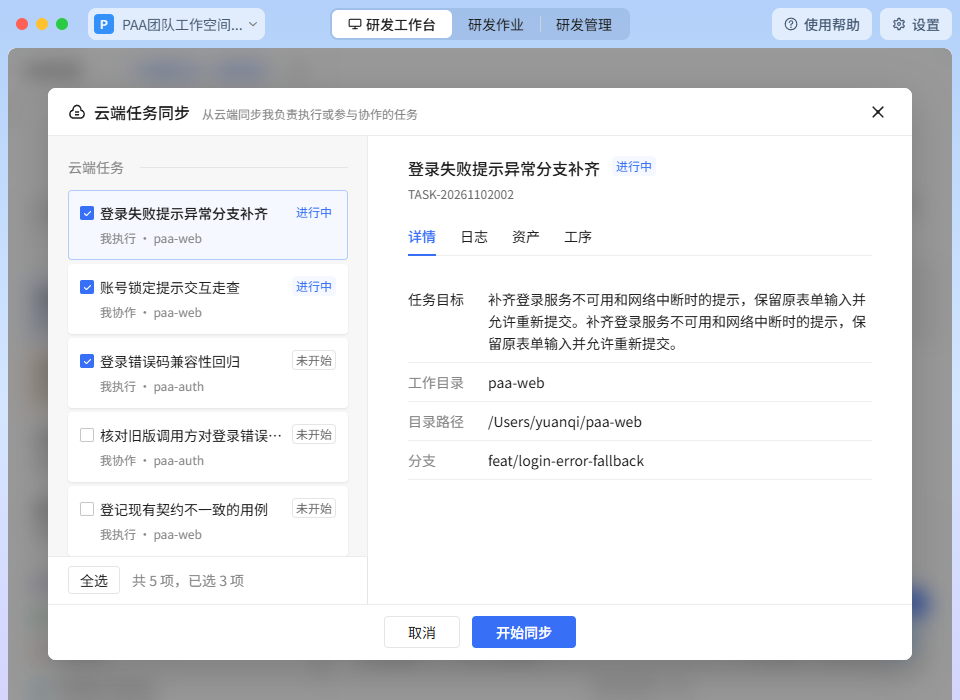 P PAA团队工作空间...
研发工作台 研发作业 研发管理
使用帮助 设置
云端任务同步 从云端同步我负责执行或参与协作的任务
云端任务
登录失败提示异常分支补齐 进行中
我执行 · paa-web
账号锁定提示交互走查 进行中
我协作 · paa-web
登录错误码兼容性回归 未开始
我执行 · paa-auth
核对旧版调用方对登录错误… 未开始
我协作 · paa-auth
登记现有契约不一致的用例 未开始
我执行 · paa-web
全选 共 5 项，已选 3 项
登录失败提示异常分支补齐 进行中
TASK-20261102002
详情 日志 资产 工序
任务目标 补齐登录服务不可用和网络中断时的提示，保留原表单输入并
允许重新提交。补齐登录服务不可用和网络中断时的提示，保
留原表单输入并允许重新提交。
工作目录 paa-web
目录路径 /Users/yuanqi/paa-web
分支 feat/login-error-fallback
取消 开始同步